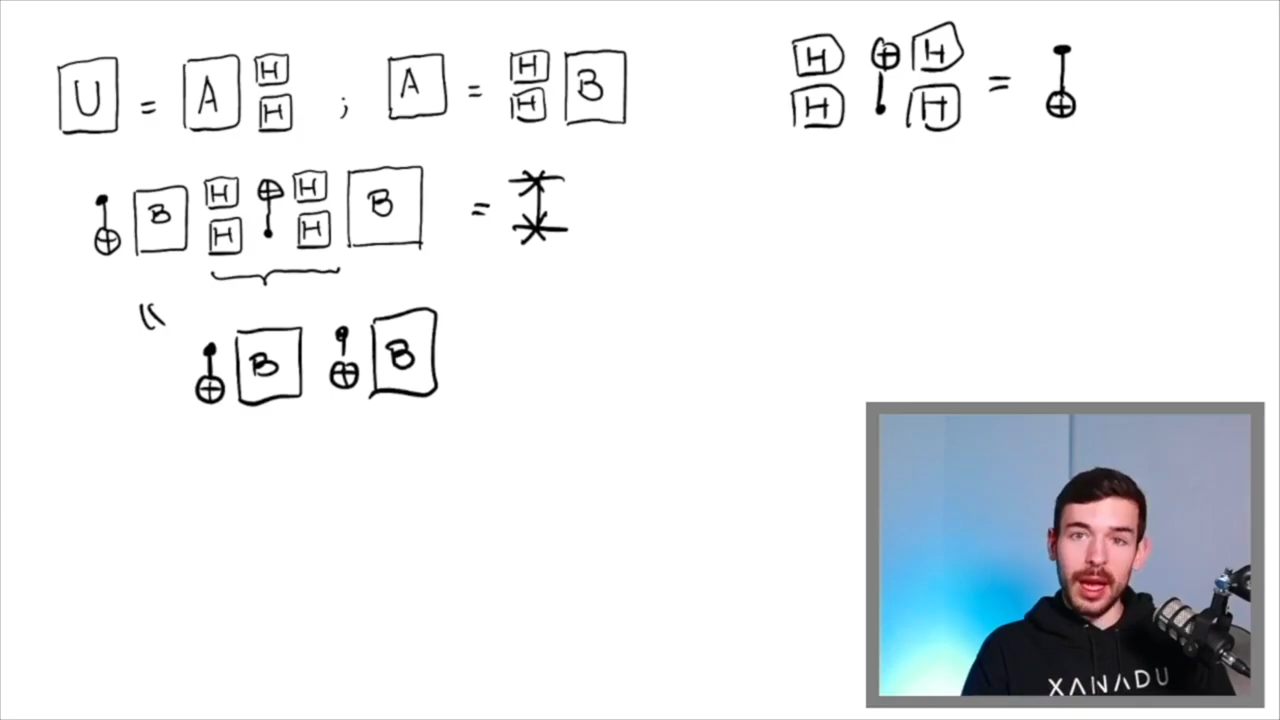 U = A H H ; A = H H B
H H H H =
B H H H H B =
"
B B
XANADU